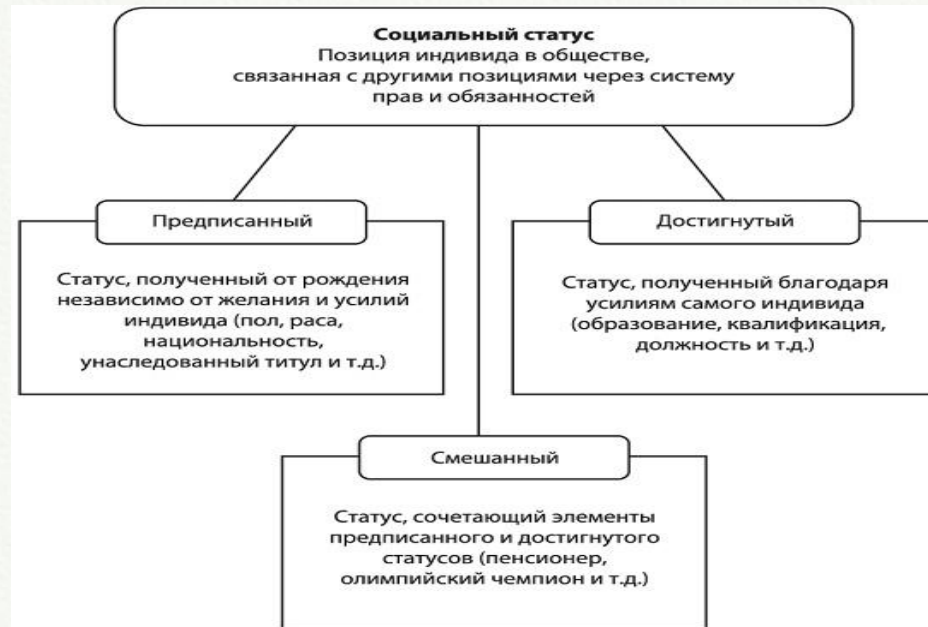 Социальный статус
Позиция индивида в обществе,
связанная с другими позициями через систему
прав и обязанностей
Предписанный
Статус, полученный от рождения
независимо от желания и усилий
индивида (пол, раса,
национальность,
унаследованный титул и т.д.)
Достигнутый
Статус, полученный благодаря
усилиям самого индивида
(образование, квалификация,
должность и т.д.)
Смешанный
Статус, сочетающий элементы
предписанного и достигнутого
статусов (пенсионер,
олимпийский чемпион и т.д.)